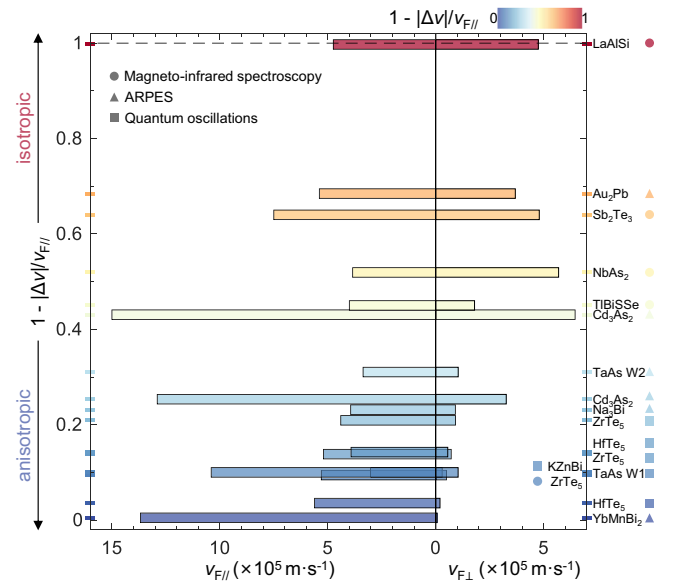 1 - |Δv|/vF//
0 1
1
0.8
0.6
0.4
0.2
0
isotropic
1 - |Δv|/vF//
anisotropic
Magneto-infrared spectroscopy
ARPES
Quantum oscillations
LaAlSi
Au₂Pb
Sb₂Te₃
NbAs₂
TlBiSSe
Cd₃As₂
TaAs W2
Cd₃As₂
Na₃Bi
ZrTe₅
HfTe₅
ZrTe₅
KZnBi
TaAs W1
ZrTe₅
HfTe₅
YbMnBi₂
15 10 5 0 5
vF// (×10⁵ m·s⁻¹) vF⊥ (×10⁵ m·s⁻¹)